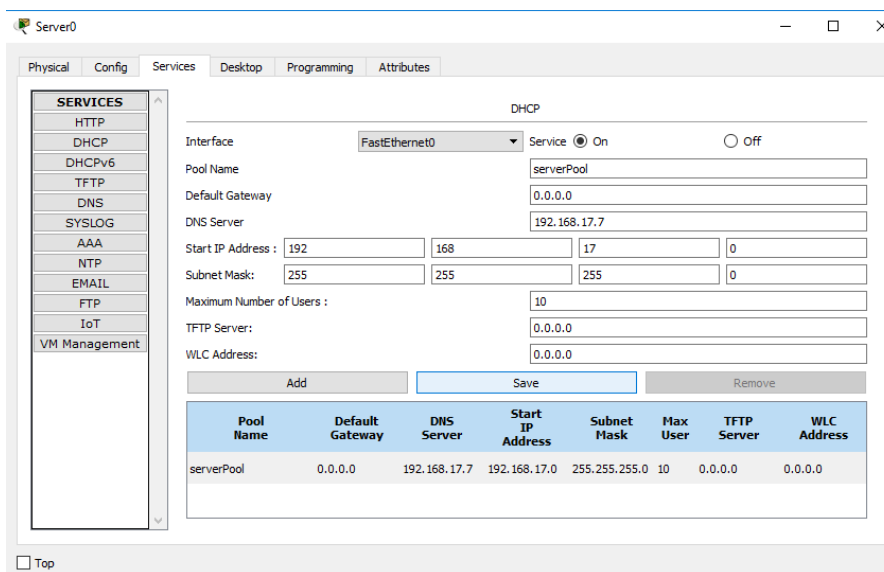 Server0
Physical Config Services Desktop Programming Attributes
SERVICES
HTTP
DHCP
DHCPv6
TFTP
DNS
SYSLOG
AAA
NTP
EMAIL
FTP
IoT
VM Management
DHCP
Interface FastEthernet0 Service On Off
Pool Name serverPool
Default Gateway 0.0.0.0
DNS Server 192.168.17.7
Start IP Address : 192 168 17 0
Subnet Mask: 255 255 255 0
Maximum Number of Users : 10
TFTP Server: 0.0.0.0
WLC Address: 0.0.0.0
Add Save Remove
Pool Name Default Gateway DNS Server Start IP Address Subnet Mask Max User TFTP Server WLC Address
serverPool 0.0.0.0 192.168.17.7 192.168.17.0 255.255.255.0 10 0.0.0.0 0.0.0.0
Top